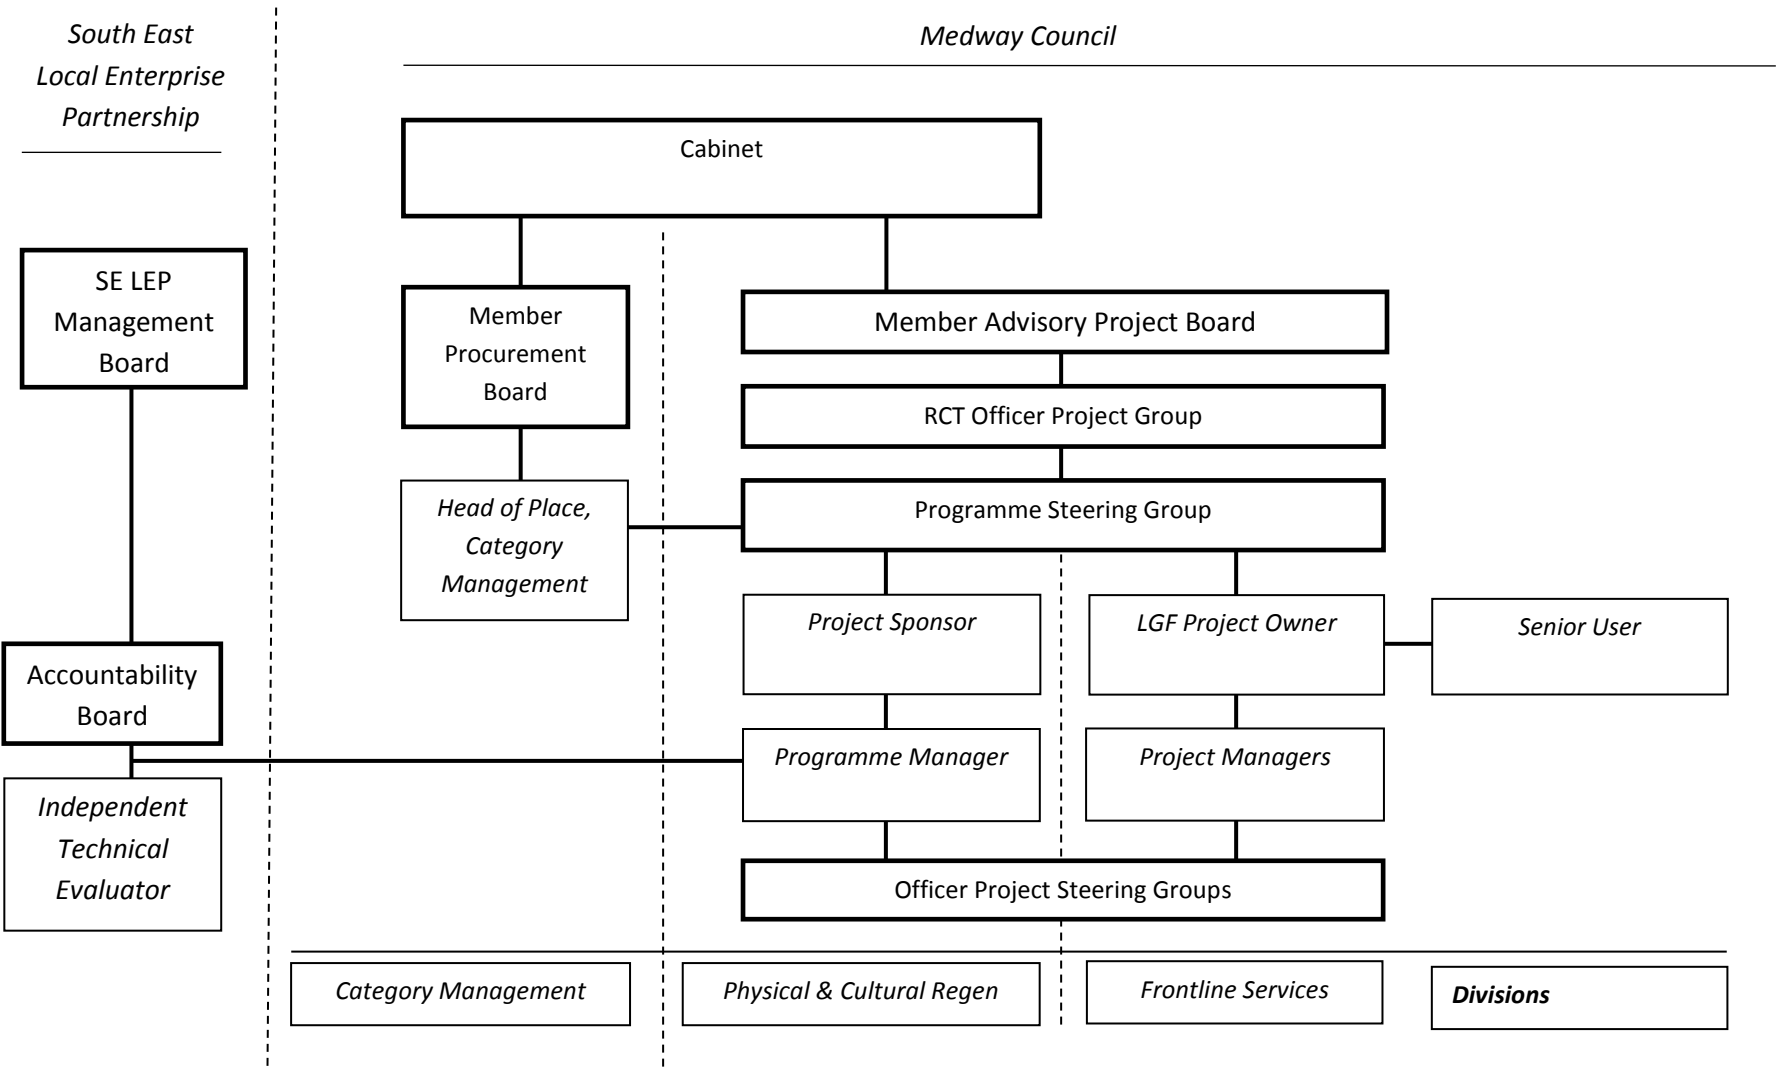 South East
Local Enterprise
Partnership
Medway Council
Cabinet
SE LEP
Management
Board
Member
Procurement
Board
Member Advisory Project Board
RCT Officer Project Group
Head of Place,
Category
Management
Programme Steering Group
Project Sponsor
LGF Project Owner
Senior User
Accountability
Board
Programme Manager
Project Managers
Independent
Technical
Evaluator
Officer Project Steering Groups
Category Management
Physical & Cultural Regen
Frontline Services
Divisions